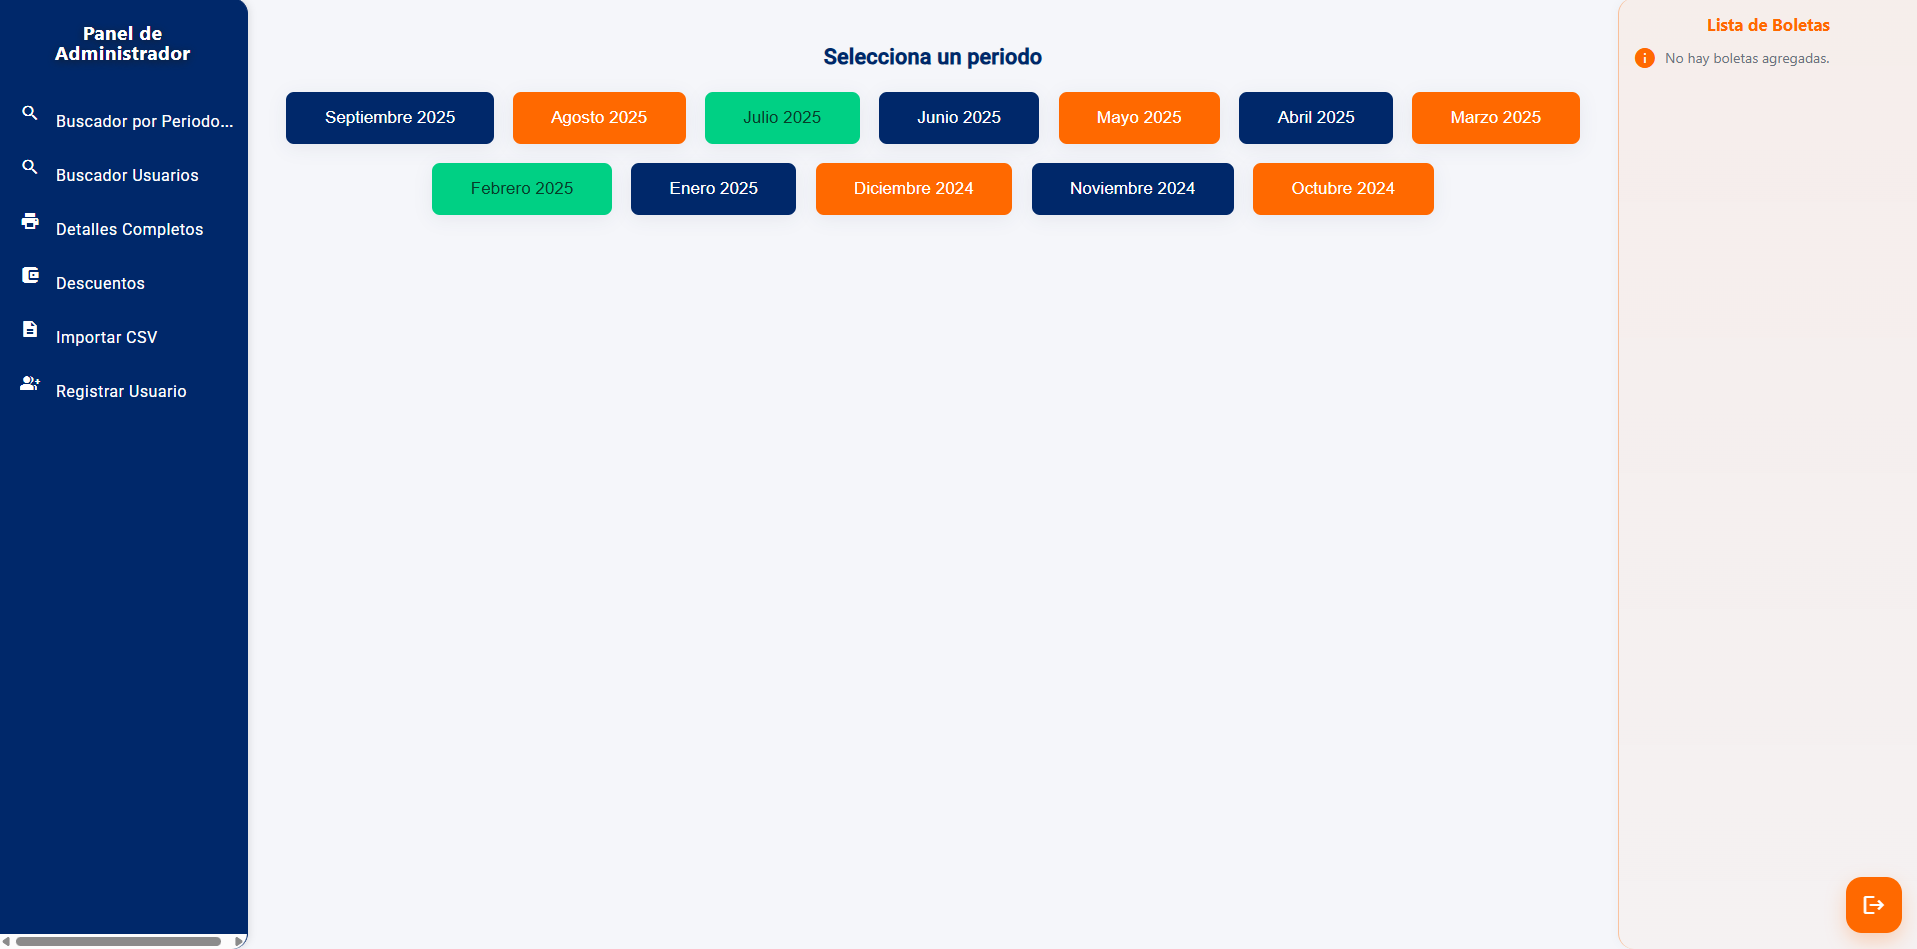 Panel de
Administrador
Buscador por Periodo...
Buscador Usuarios
Detalles Completos
Descuentos
Importar CSV
Registrar Usuario
Selecciona un periodo
Septiembre 2025
Agosto 2025
Julio 2025
Junio 2025
Mayo 2025
Abril 2025
Marzo 2025
Febrero 2025
Enero 2025
Diciembre 2024
Noviembre 2024
Octubre 2024
Lista de Boletas
No hay boletas agregadas.